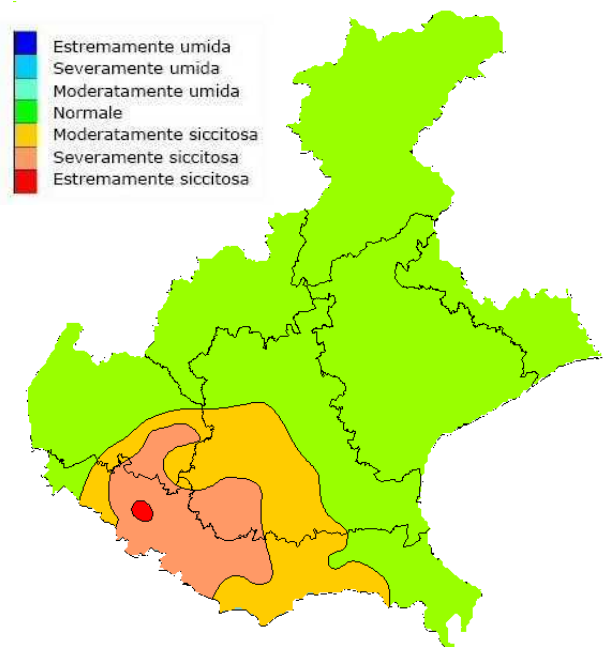 Estremamente umida
Severamente umida
Moderatamente umida
Normale
Moderatamente siccitosa
Severamente siccitosa
Estremamente siccitosa